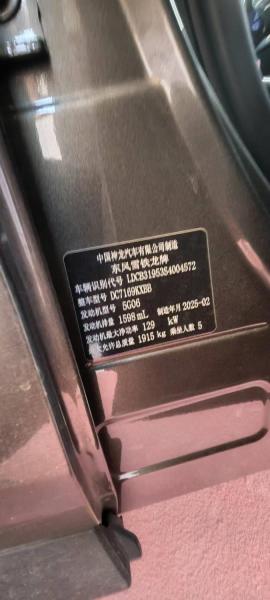 中国神龙汽车有限公司制造
东风雪铁龙牌
车辆识别代号 LDCB31953S4004572
整车型号 DC7169KXBB
发动机型号 5G06
发动机排量 1598 mL 制造年月 2025-02
发动机最大净功率 129 kW
最大允许总质量 1915 kg 乘坐人数 5